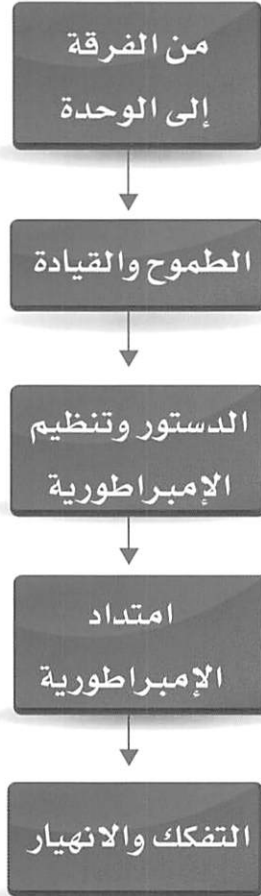 من الفرقة
إلى الوحدة
الطموح والقيادة
الدستور وتنظيم
الإمبراطورية
امتداد
الإمبراطورية
التفكك والانهيار